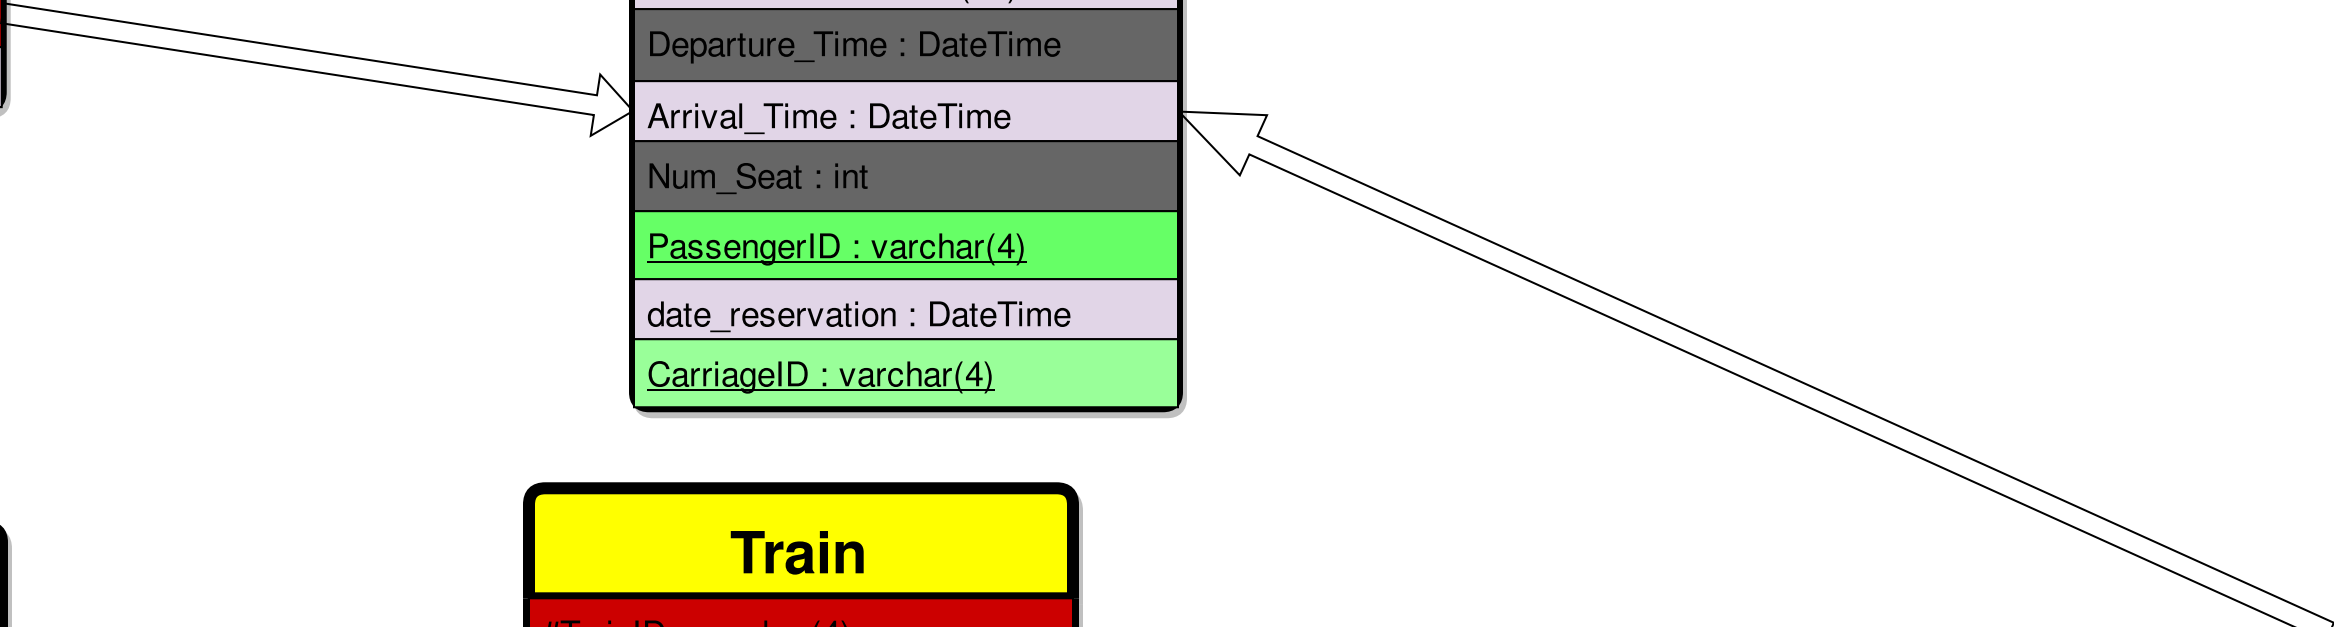 Departure_Time : DateTime
Arrival_Time : DateTime
Num_Seat : int
PassengerID : varchar(4)
date_reservation : DateTime
CarriageID : varchar(4)
Train